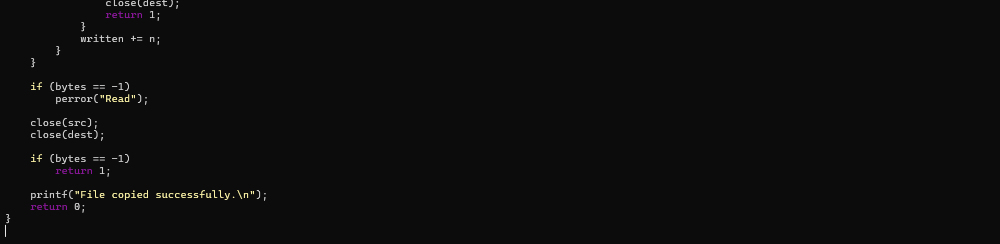 close(dest);
                return 1;
            }
            written += n;
        }
    }

    if (bytes == -1)
        perror("Read");

    close(src);
    close(dest);

    if (bytes == -1)
        return 1;

    printf("File copied successfully.\n");
    return 0;
}